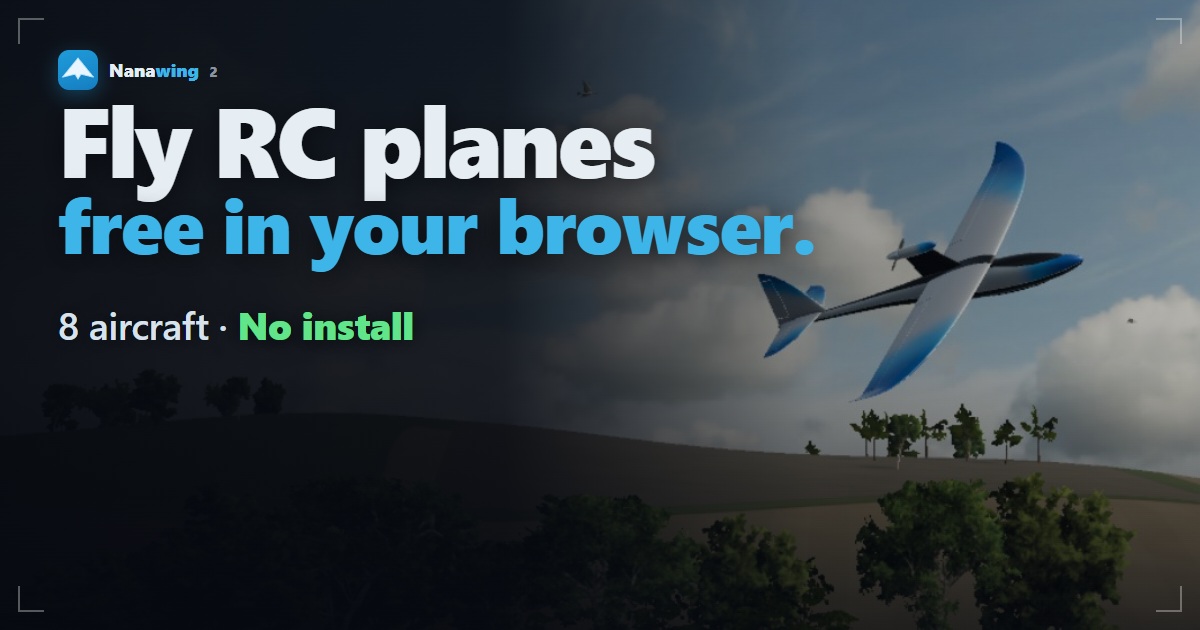 Nanawing 2
Fly RC planes
free in your browser.
8 aircraft · No install